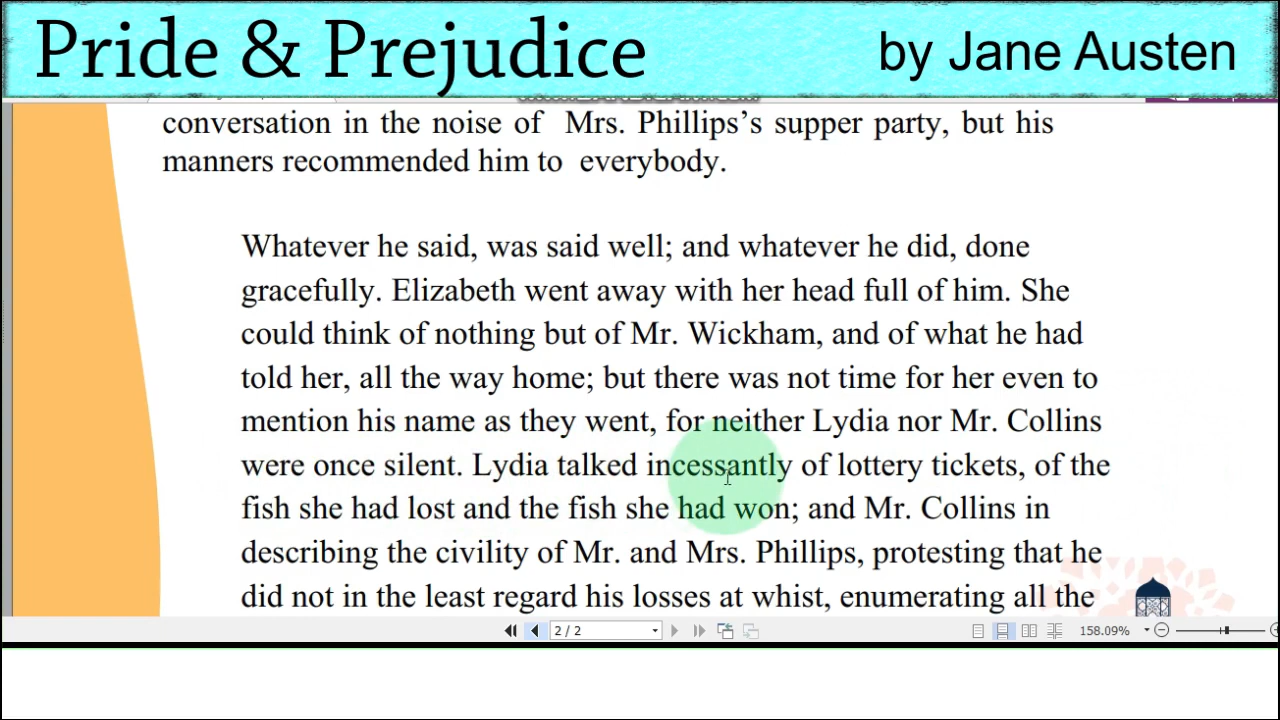 Pride & Prejudice
by Jane Austen
conversation in the noise of Mrs. Phillips’s supper party, but his
manners recommended him to everybody.
Whatever he said, was said well; and whatever he did, done
gracefully. Elizabeth went away with her head full of him. She
could think of nothing but of Mr. Wickham, and of what he had
told her, all the way home; but there was not time for her even to
mention his name as they went, for neither Lydia nor Mr. Collins
were once silent. Lydia talked incessantly of lottery tickets, of the
fish she had lost and the fish she had won; and Mr. Collins in
describing the civility of Mr. and Mrs. Phillips, protesting that he
did not in the least regard his losses at whist, enumerating all the
2 / 2
158.09%